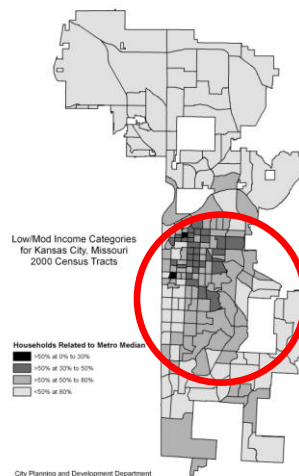 Low/Mod Income Categories
for Kansas City, Missouri
2000 Census Tracts
Households Related to Metro Median
>50% at 0% to 30%
>50% at 30% to 50%
>50% at 50% to 80%
<50% at 80%
City Planning and Development Department